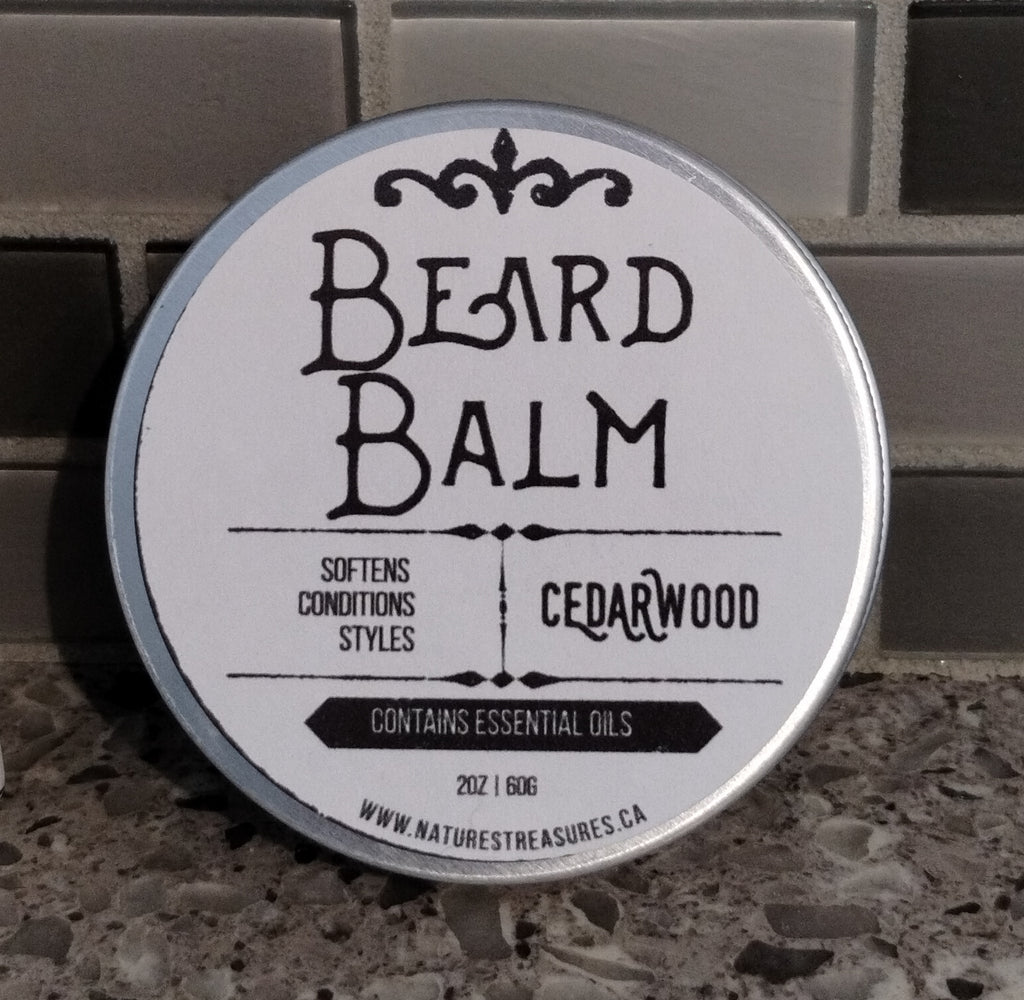 BEARD
BALM
SOFTENS
CONDITIONS
STYLES
CEDARWOOD
CONTAINS ESSENTIAL OILS
2OZ | 60G
WWW.NATURESTREASURES.CA